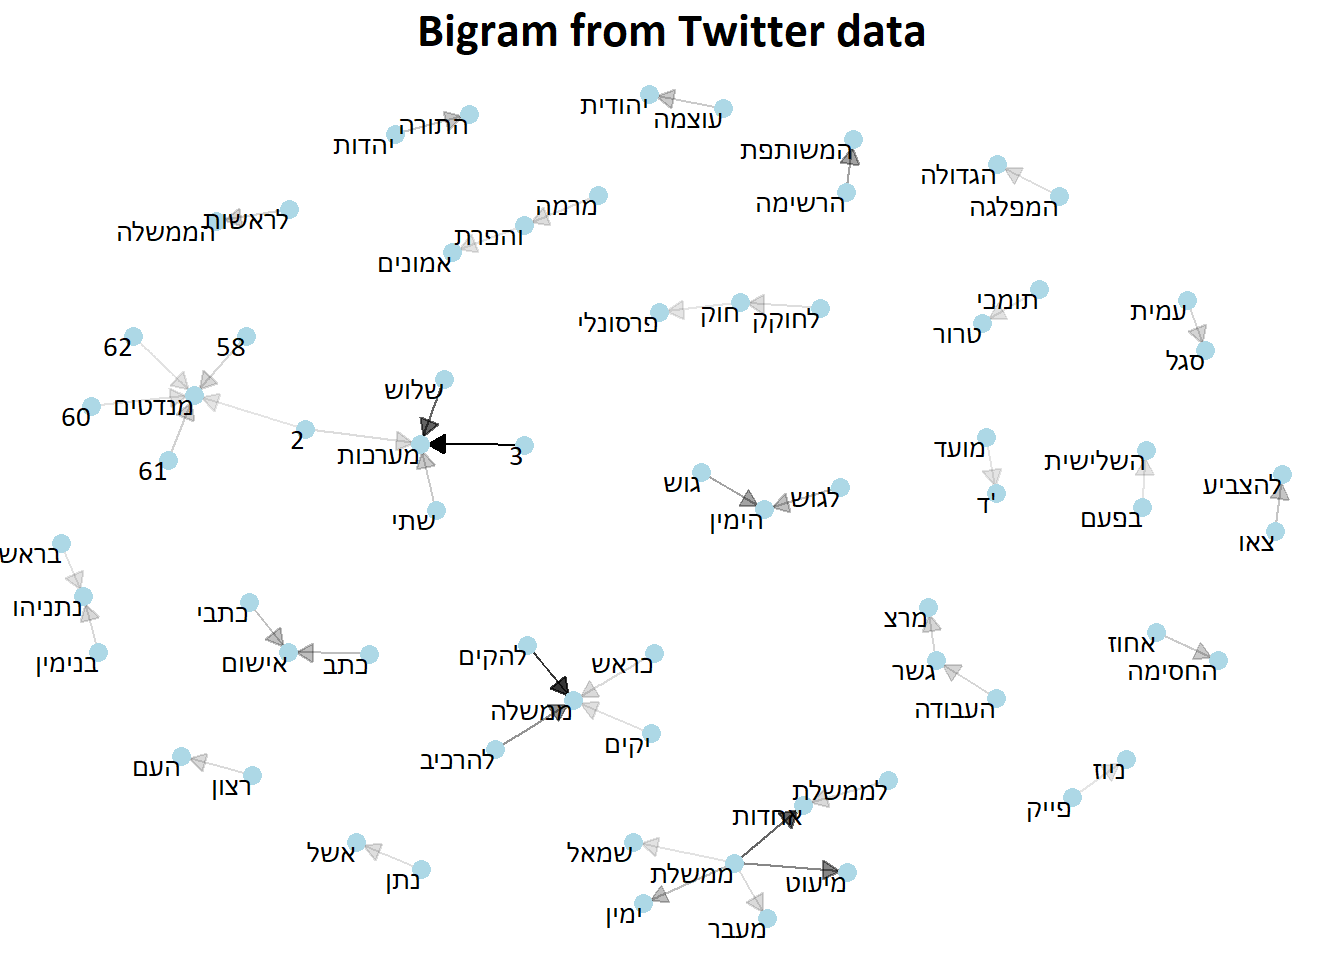 Bigram from Twitter data
יהודית
עוצמה
התורה
יהדות
המשותפת
הרשימה
הגדולה
המפלגה
לראשות
הממשלה
מרמה
והפרת
אמונים
פרסונלי
חוק
לחוקק
תומכי
טרור
עמית
סגל
62
58
60
מנדטים
61
2
שלוש
מערכות
3
שתי
גוש
לגוש
הימין
מועד
י'ד
השלישית
בפעם
להצביע
צאו
בראש
נתניהו
בנימין
כתבי
אישום
כתב
להקים
כראש
ממשלה
יקים
להרכיב
מרצ
גשר
העבודה
אחוז
החסימה
העם
רצון
ניוז
פייק
לממשלת
אחדות
אשל
נתן
שמאל
ממשלת
מיעוט
ימין
מעבר